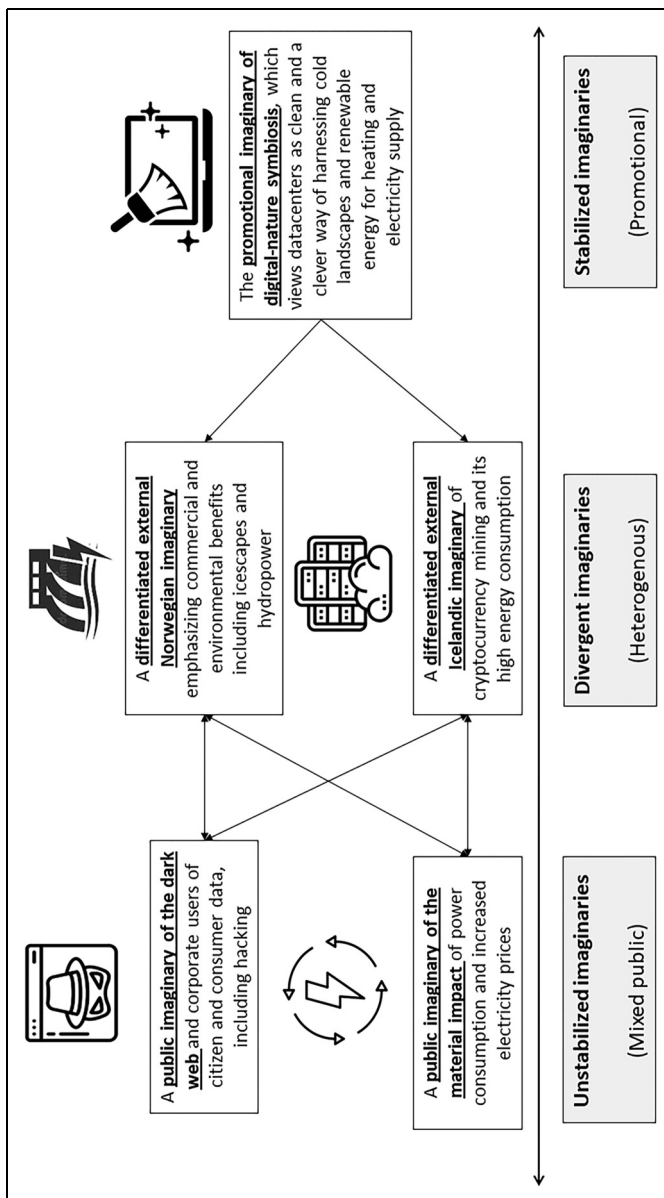 A public imaginary of the dark
web and corporate users of
citizen and consumer data,
including hacking
A public imaginary of the
material impact of power
consumption and increased
electricity prices
A differentiated external
Norwegian imaginary
emphasizing commercial and
environmental benefits
including icescapes and
hydropower
A differentiated external
Icelandic imaginary of
cryptocurrency mining and its
high energy consumption
The promotional imaginary of
digital-nature symbiosis, which
views datacenters as clean and a
clever way of harnessing cold
landscapes and renewable
energy for heating and
electricity supply
Unstabilized imaginaries
(Mixed public)
Divergent imaginaries
(Heterogenous)
Stabilized imaginaries
(Promotional)